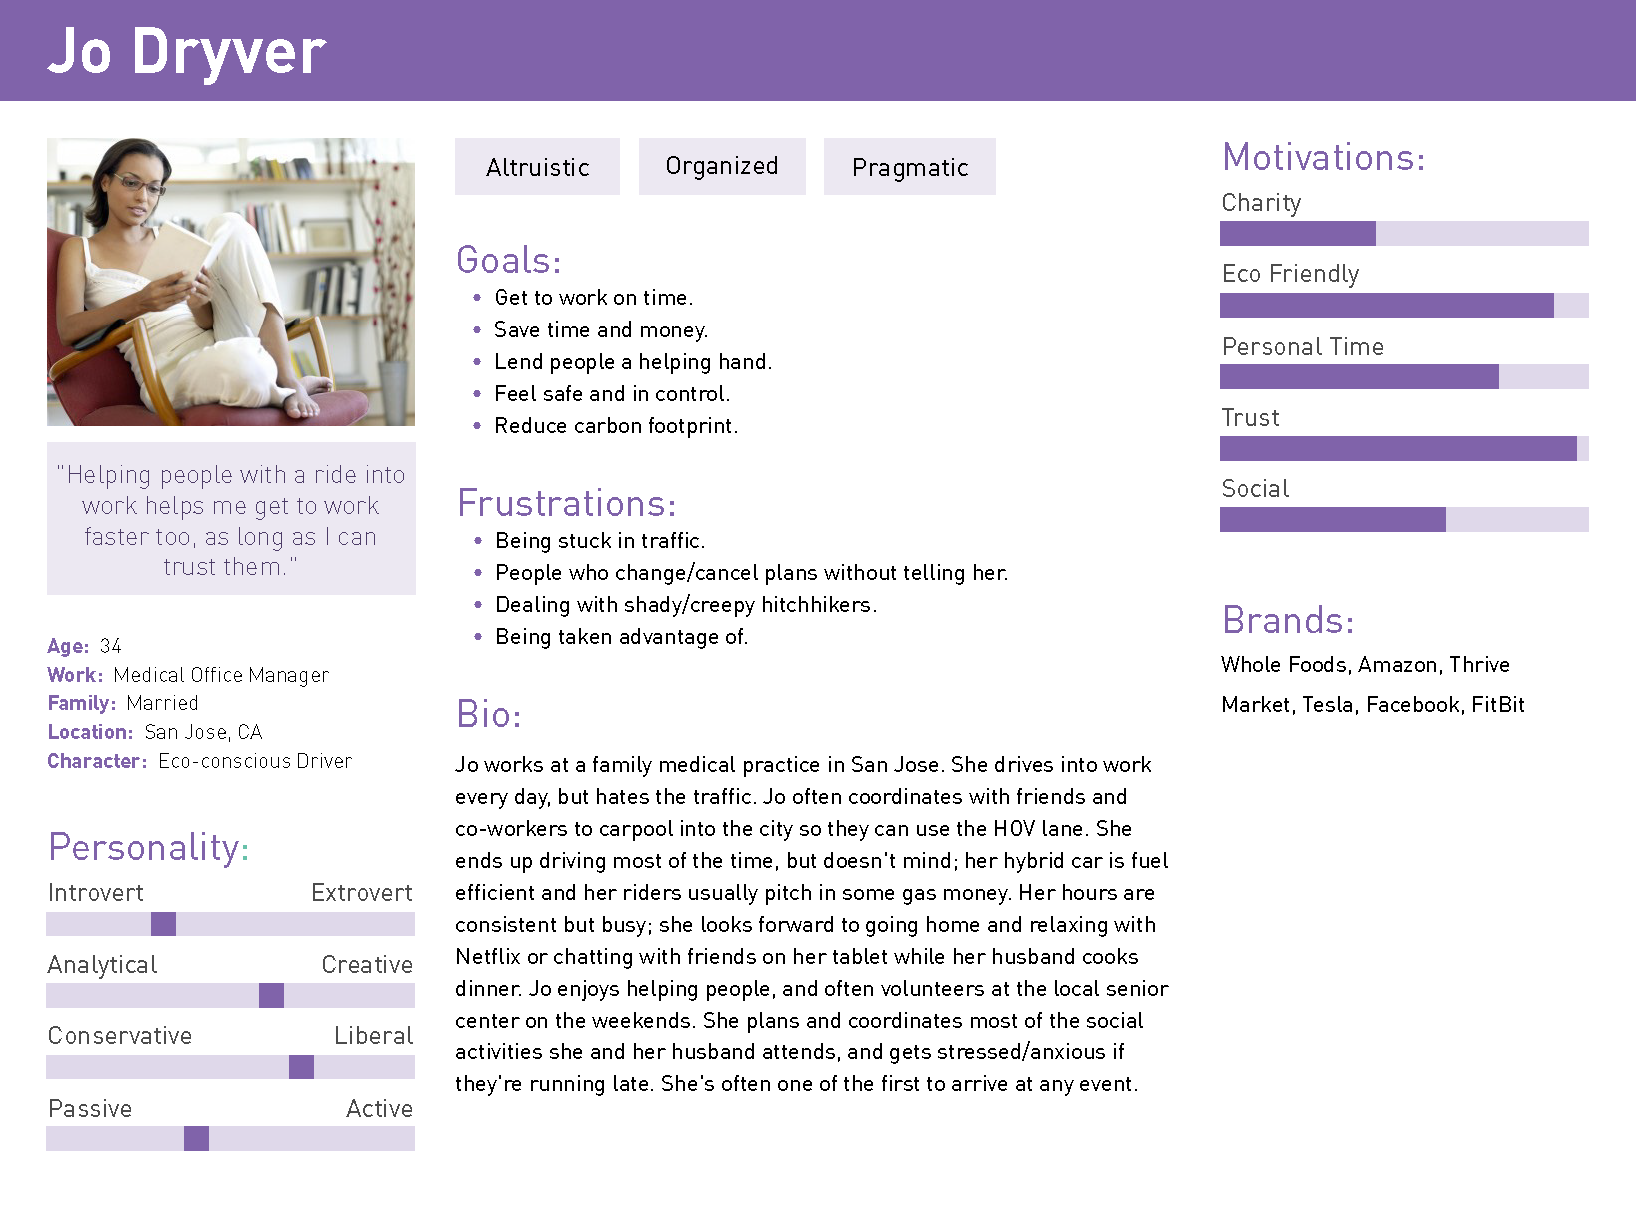 Jo Dryver
"Helping people with a ride into
work helps me get to work
faster too, as long as I can
trust them."
Age: 34
Work: Medical Office Manager
Family: Married
Location: San Jose, CA
Character: Eco-conscious Driver
Personality:
Introvert Extrovert
Analytical Creative
Conservative Liberal
Passive Active
Altruistic Organized Pragmatic
Goals:
• Get to work on time.
• Save time and money.
• Lend people a helping hand.
• Feel safe and in control.
• Reduce carbon footprint.
Frustrations:
• Being stuck in traffic.
• People who change/cancel plans without telling her.
• Dealing with shady/creepy hitchhikers.
• Being taken advantage of.
Bio:
Jo works at a family medical practice in San Jose. She drives into work
every day, but hates the traffic. Jo often coordinates with friends and
co-workers to carpool into the city so they can use the HOV lane. She
ends up driving most of the time, but doesn't mind; her hybrid car is fuel
efficient and her riders usually pitch in some gas money. Her hours are
consistent but busy; she looks forward to going home and relaxing with
Netflix or chatting with friends on her tablet while her husband cooks
dinner. Jo enjoys helping people, and often volunteers at the local senior
center on the weekends. She plans and coordinates most of the social
activities she and her husband attends, and gets stressed/anxious if
they're running late. She's often one of the first to arrive at any event.
Motivations:
Charity
Eco Friendly
Personal Time
Trust
Social
Brands:
Whole Foods, Amazon, Thrive
Market, Tesla, Facebook, FitBit